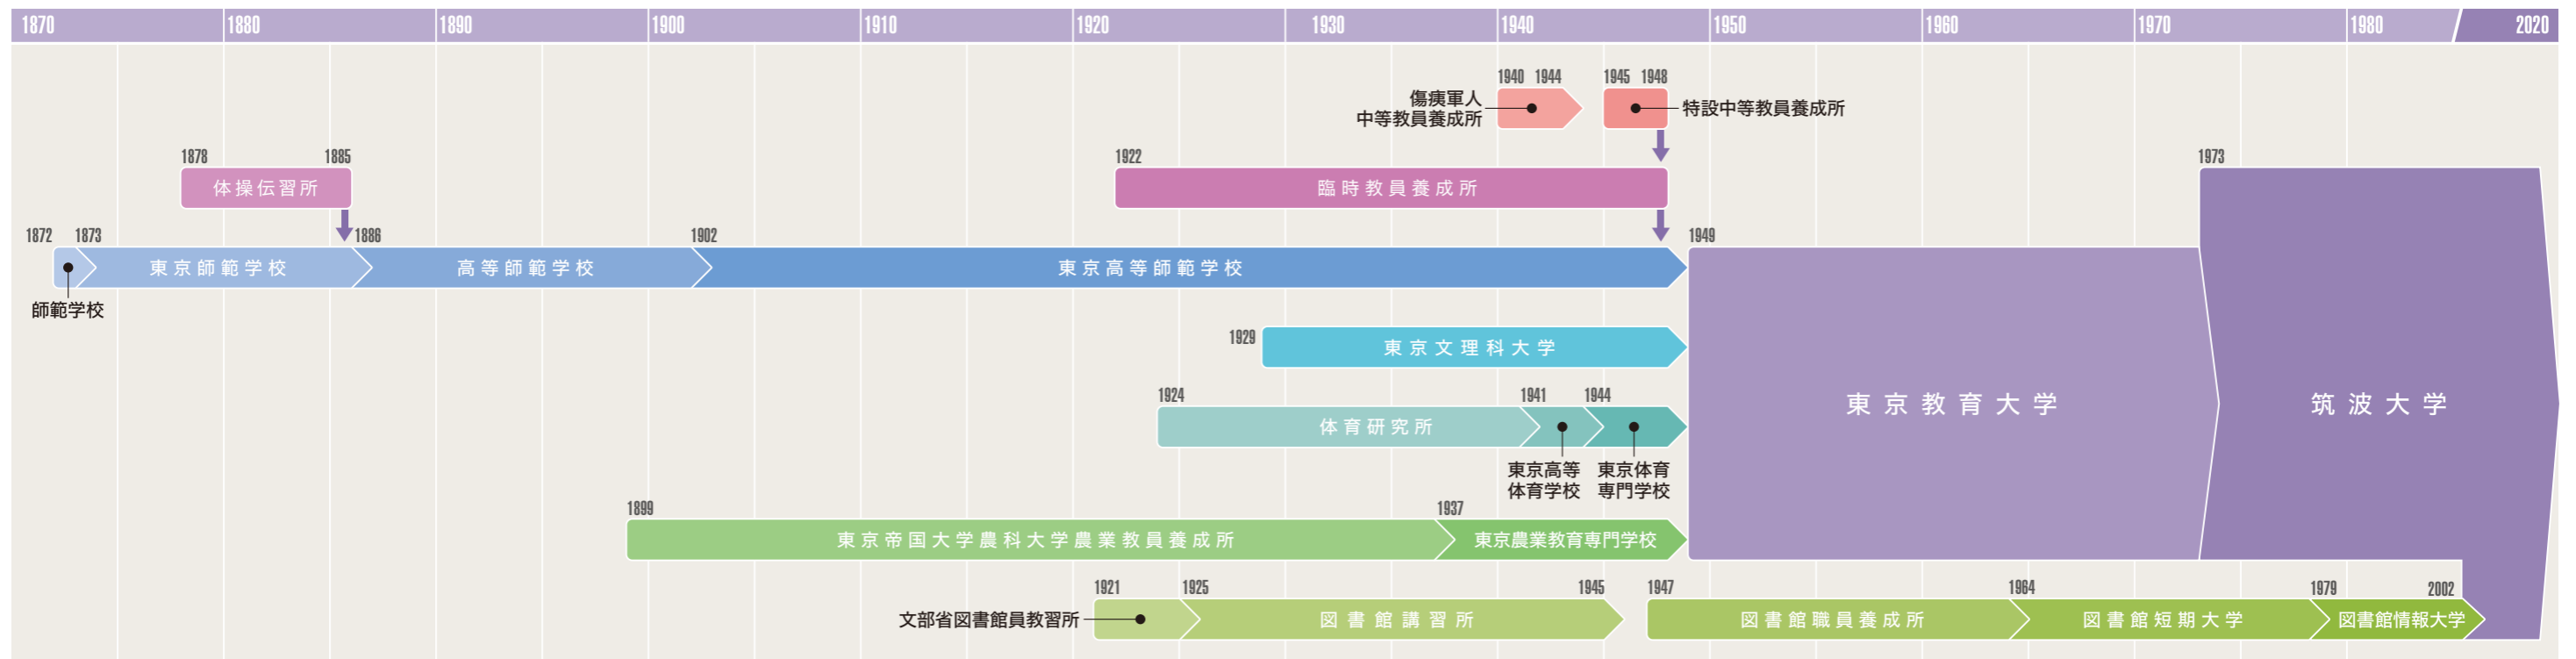 1870 1880 1890 1900 1910 1920 1930 1940 1950 1960 1970 1980 2020
1940 1944 1945 1948
傷痍軍人
中等教員養成所
特設中等教員養成所
1878 1885 1922 1973
体操伝習所 臨時教員養成所
1872 1873 1886 1902 1949
東京師範学校 高等師範学校 東京高等師範学校
師範学校
1929 東京文理科大学
東京教育大学 筑波大学
1924 1941 1944
体育研究所
東京高等
体育学校
東京体育
専門学校
1899 1937
東京帝国大学農科大学農業教員養成所 東京農業教育専門学校
1921 1925 1945 1947 1964 1979 2002
文部省図書館員教習所 図書館講習所 図書館職員養成所 図書館短期大学 図書館情報大学